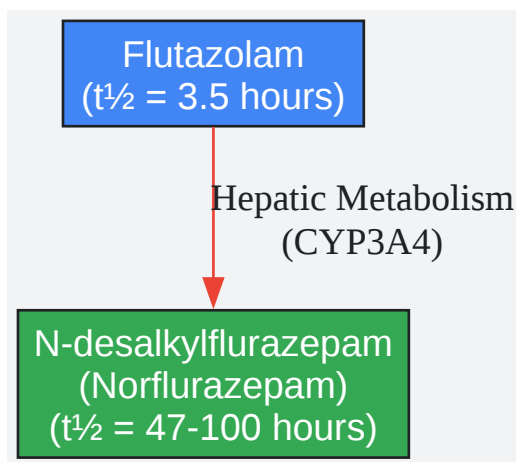 Flutazolam
(t½ = 3.5 hours)
Hepatic Metabolism
(CYP3A4)
N-desalkylflurazepam
(Norflurazepam)
(t½ = 47-100 hours)